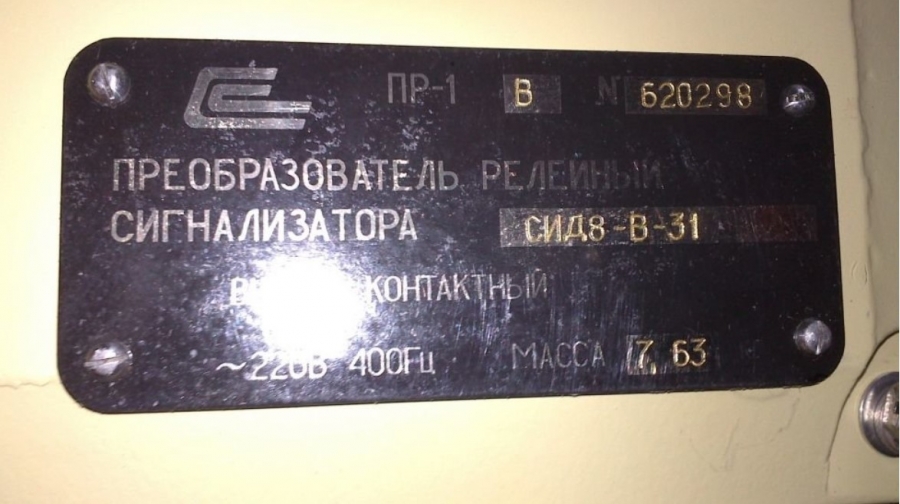 ПР-1 В № 620298
ПРЕОБРАЗОВАТЕЛЬ РЕЛЕЙНЫЙ
СИГНАЛИЗАТОРА СИД8-В-31
КОНТАКТНЫЙ
~220В 400Гц МАССА 7,63